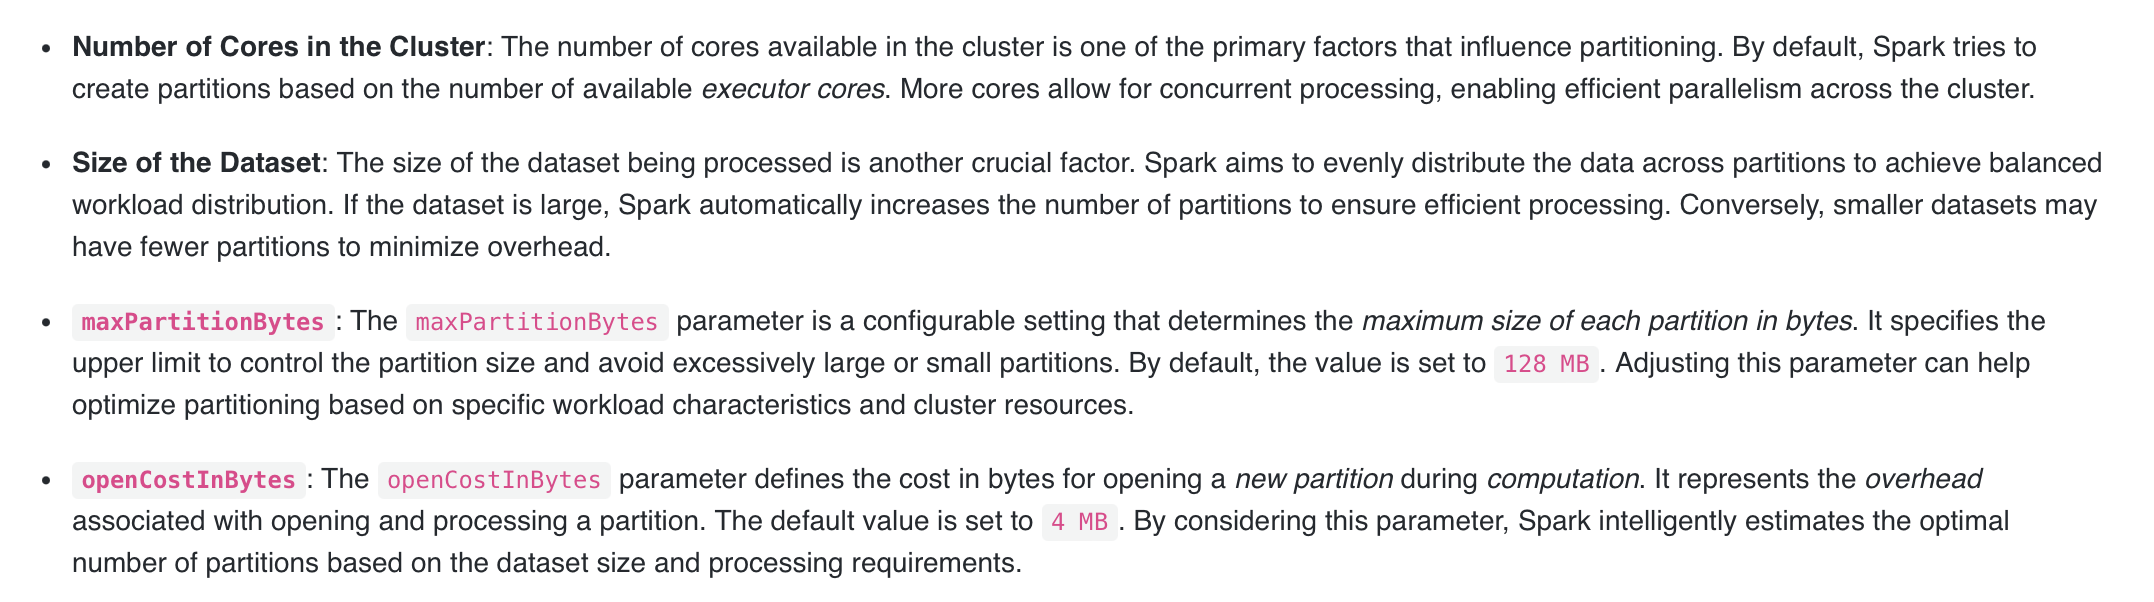 • Number of Cores in the Cluster: The number of cores available in the cluster is one of the primary factors that influence partitioning. By default, Spark tries to
create partitions based on the number of available executor cores. More cores allow for concurrent processing, enabling efficient parallelism across the cluster.
• Size of the Dataset: The size of the dataset being processed is another crucial factor. Spark aims to evenly distribute the data across partitions to achieve balanced
workload distribution. If the dataset is large, Spark automatically increases the number of partitions to ensure efficient processing. Conversely, smaller datasets may
have fewer partitions to minimize overhead.
• maxPartitionBytes: The maxPartitionBytes parameter is a configurable setting that determines the maximum size of each partition in bytes. It specifies the
upper limit to control the partition size and avoid excessively large or small partitions. By default, the value is set to 128 MB. Adjusting this parameter can help
optimize partitioning based on specific workload characteristics and cluster resources.
• openCostInBytes: The openCostInBytes parameter defines the cost in bytes for opening a new partition during computation. It represents the overhead
associated with opening and processing a partition. The default value is set to 4 MB. By considering this parameter, Spark intelligently estimates the optimal
number of partitions based on the dataset size and processing requirements.